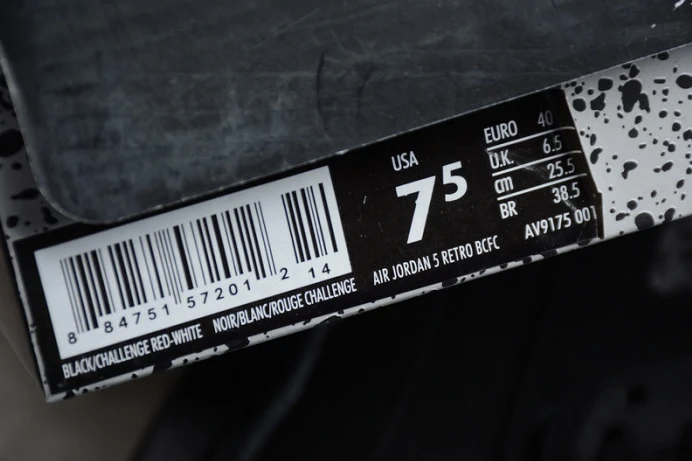 USA
7⁵
EURO 40
U.K. 6.5
cm 25.5
BR 38.5
AV9175 001
AIR JORDAN 5 RETRO BCFC
8 84751 57201 2 14
BLACK/CHALLENGE RED-WHITE NOIR/BLANC/ROUGE CHALLENGE